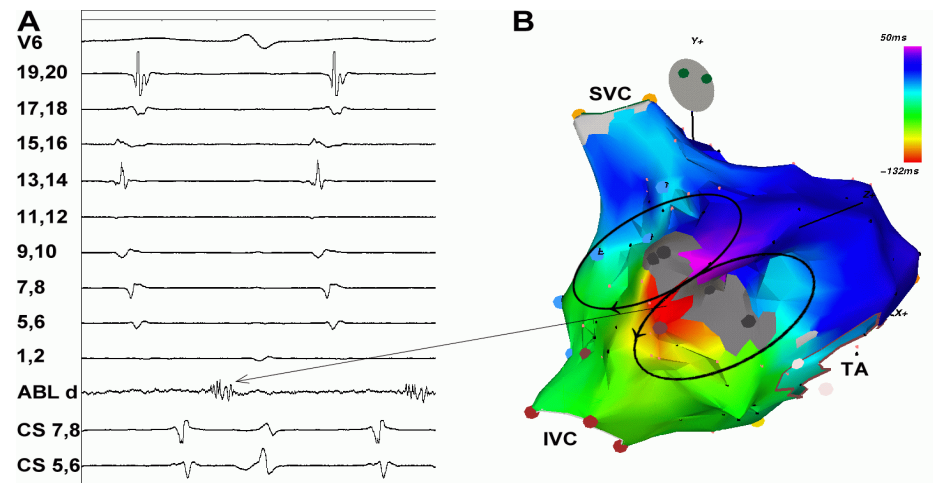 A
V6
19,20
17,18
15,16
13,14
11,12
9,10
7,8
5,6
1,2
ABL d
CS 7,8
CS 5,6
B
Y+
50ms
SVC
-132ms
X+
TA
IVC